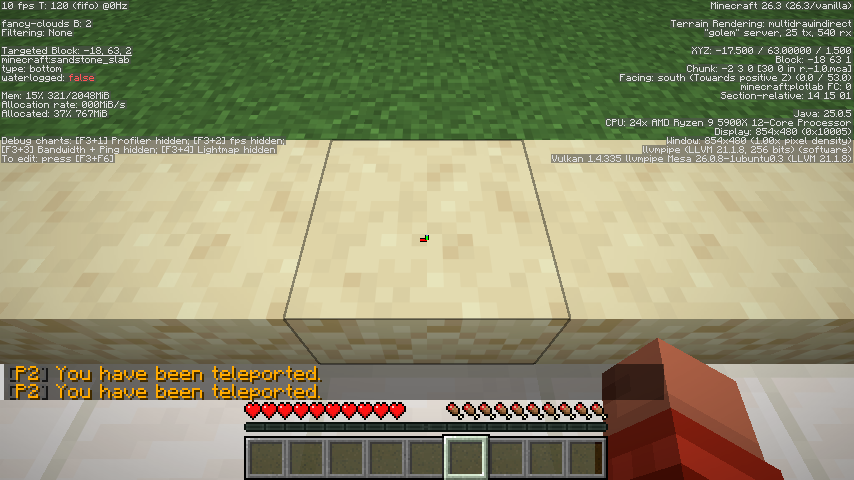 10 fps T: 120 (fifo) @0Hz
fancy-clouds B: 2
Filtering: None
Targeted Block: -18, 63, 2
minecraft:sandstone_slab
type: bottom
waterlogged: false
Mem: 15% 321/2048MiB
Allocation rate: 000MiB/s
Allocated: 37% 767MiB
Debug charts: [F3+1] Profiler hidden; [F3+2] fps hidden;
[F3+3] Bandwidth + Ping hidden; [F3+4] Lightmap hidden
To edit: press [F3+F6]
Minecraft 26.3 (26.3/vanilla)
Terrain Rendering: multidrawindirect
"golem" server, 25 tx, 540 rx
XYZ: -17.500 / 63.00000 / 1.500
Block: -18 63 1
Chunk: -2 3 0 [30 0 in r.-1.0.mca]
Facing: south (Towards positive Z) (0.0 / 53.0)
minecraft:plotlab FC: 0
Section-relative: 14 15 01
Java: 25.0.5
CPU: 24x AMD Ryzen 9 5900X 12-Core Processor
Display: 854x480 (0x10005)
Window: 854x480 (1.00x pixel density)
llvmpipe (LLVM 21.1.8, 256 bits) (software)
Vulkan 1.4.335 llvmpipe Mesa 26.0.8-1ubuntu0.3 (LLVM 21.1.8)
[P2] You have been teleported.
[P2] You have been teleported.